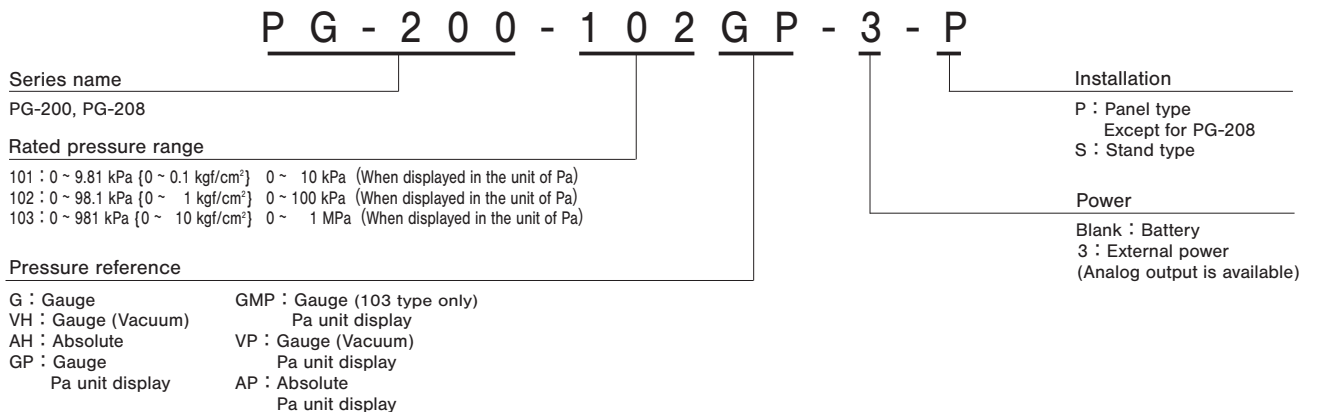 PG-200-102GP-3-P
Series name
PG-200, PG-208
Rated pressure range
101：0 ~ 9.81 kPa {0 ~ 0.1 kgf/cm²} 0 ~ 10 kPa (When displayed in the unit of Pa)
102：0 ~ 98.1 kPa {0 ~ 1 kgf/cm²} 0 ~ 100 kPa (When displayed in the unit of Pa)
103：0 ~ 981 kPa {0 ~ 10 kgf/cm²} 0 ~ 1 MPa (When displayed in the unit of Pa)
Pressure reference
G：Gauge
VH：Gauge (Vacuum)
AH：Absolute
GP：Gauge
Pa unit display
GMP：Gauge (103 type only)
Pa unit display
VP：Gauge (Vacuum)
Pa unit display
AP：Absolute
Pa unit display
Installation
P：Panel type
Except for PG-208
S：Stand type
Power
Blank：Battery
3：External power
(Analog output is available)